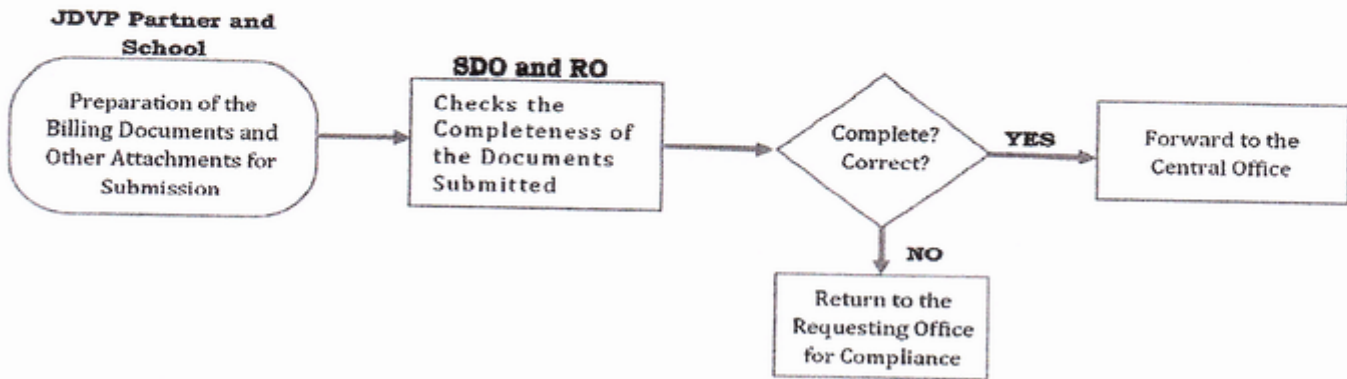 JDVP Partner and
School
Preparation of the
Billing Documents and
Other Attachments for
Submission
SDO and RO
Checks the
Completeness of
the Documents
Submitted
Complete?
Correct?
YES
Forward to the
Central Office
NO
Return to the
Requesting Office
for Compliance